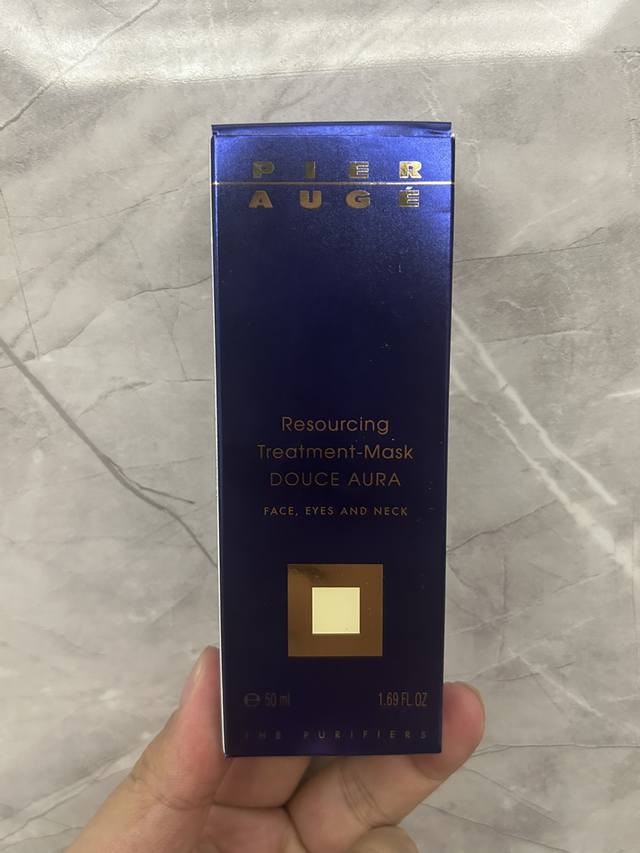 PIER
AUGÉ
Resourcing
Treatment-Mask
DOUCE AURA
FACE, EYES AND NECK
℮ 50 ml 1.69 FL.OZ
THE PURIFIERS